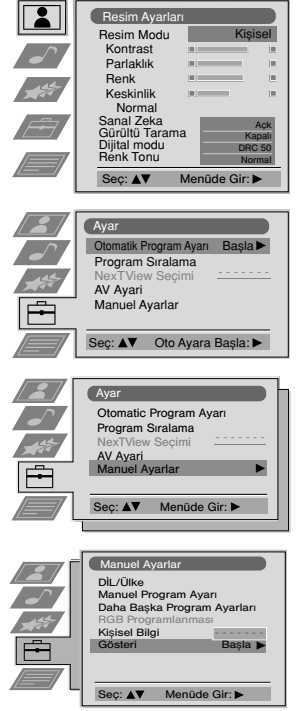 Resim Ayarları
Resim Modu Kişisel
Kontrast
Parlaklık
Renk
Keskinlik
Normal
Sanal Zeka Açk
Gürültü Tarama Kapalı
Dijital modu DRC 50
Renk Tonu Normal
Seç: ▲▼ Menüde Gir: ▶
Ayar
Otomatik Program Ayarı Başla ▶
Program Sıralama
NexTView Seçimi - - - - - - -
AV Ayari
Manuel Ayarlar
Seç: ▲▼ Oto Ayara Başla: ▶
Ayar
Otomatic Program Ayarı
Program Sıralama
NexTView Seçimi - - - - - - -
AV Ayari
Manuel Ayarlar ▶
Seç: ▲▼ Menüde Gir: ▶
Manuel Ayarlar
DİL/Ülke
Manuel Program Ayarı
Daha Başka Program Ayarları
RGB Programlanması
Kişisel Bilgi - - - - - - -
Gösteri Başla ▶
Seç: ▲▼ Menüde Gir: ▶